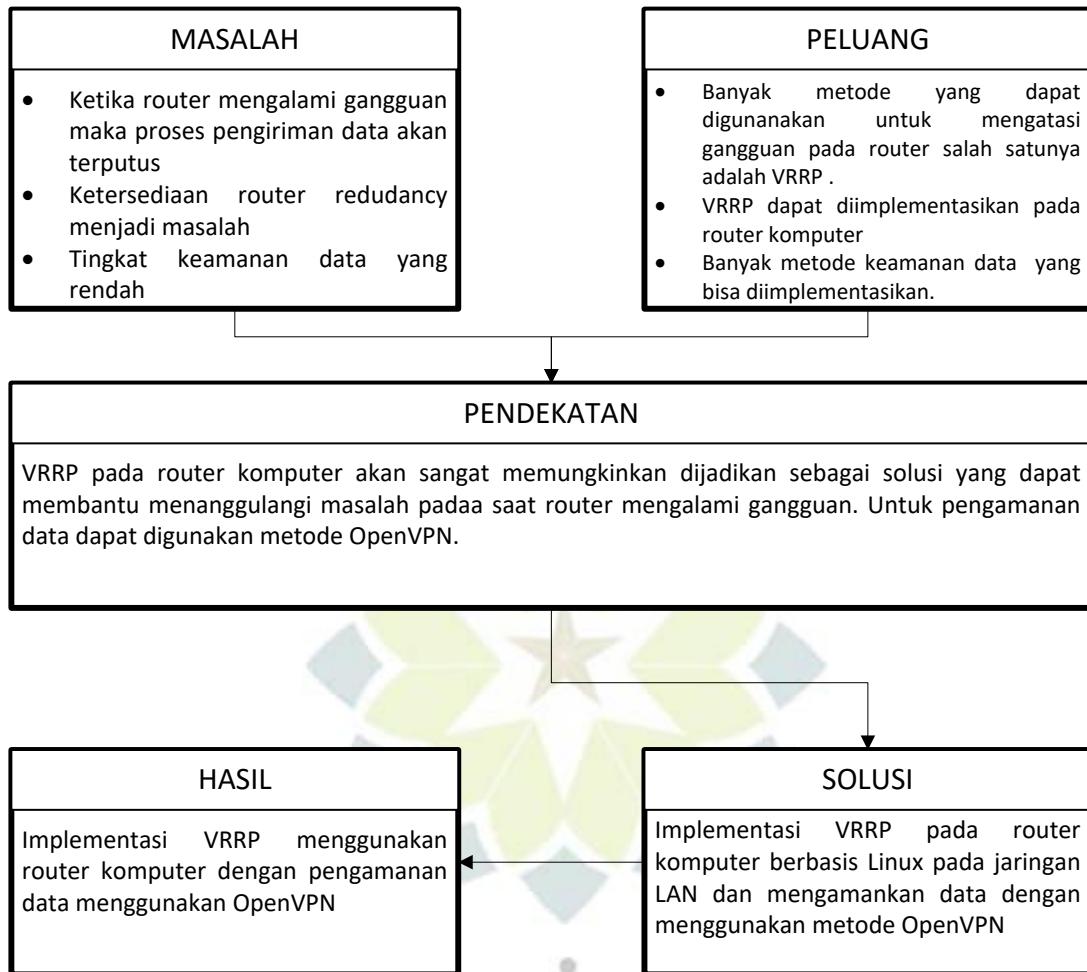 MASALAH
• Ketika router mengalami gangguan
maka proses pengiriman data akan
terputus
• Ketersediaan router redudancy
menjadi masalah
• Tingkat keamanan data yang
rendah
PELUANG
• Banyak metode yang dapat
digunanakan untuk mengatasi
gangguan pada router salah satunya
adalah VRRP .
• VRRP dapat diimplementasikan pada
router komputer
• Banyak metode keamanan data yang
bisa diimplementasikan.
PENDEKATAN
VRRP pada router komputer akan sangat memungkinkan dijadikan sebagai solusi yang dapat
membantu menanggulangi masalah padaa saat router mengalami gangguan. Untuk pengamanan
data dapat digunakan metode OpenVPN.
HASIL
Implementasi VRRP menggunakan
router komputer dengan pengamanan
data menggunakan OpenVPN
SOLUSI
Implementasi VRRP pada router
komputer berbasis Linux pada jaringan
LAN dan mengamankan data dengan
menggunakan metode OpenVPN